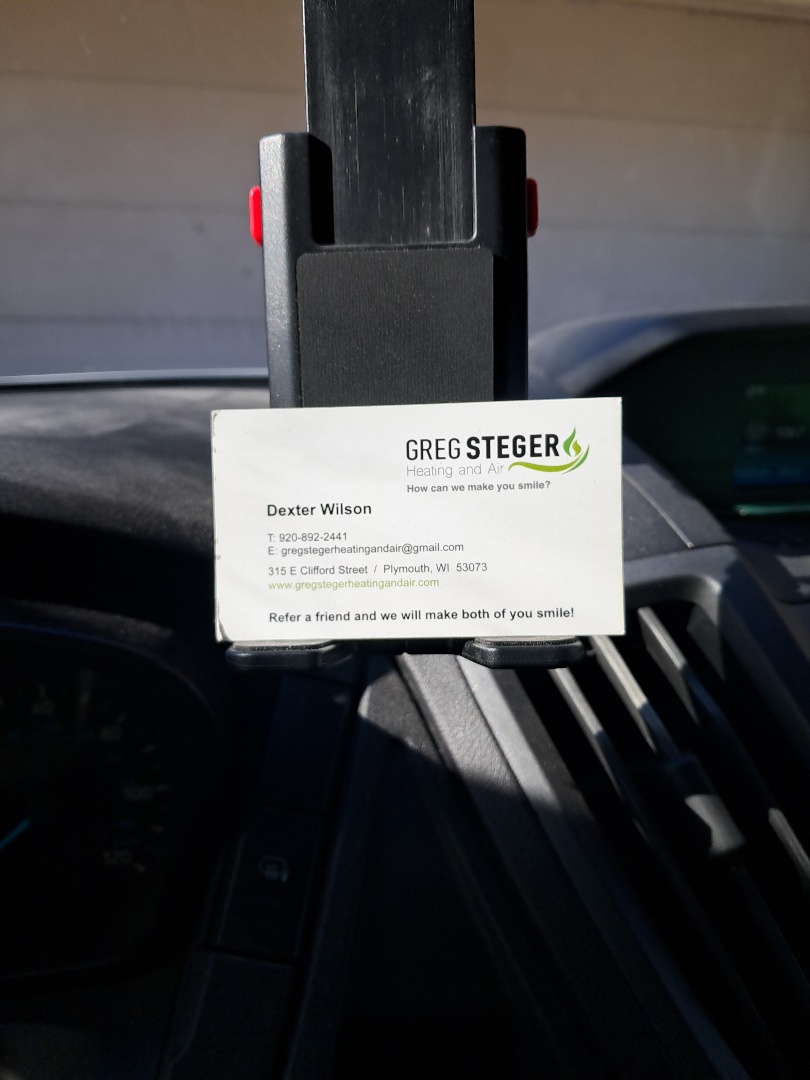 GREG STEGER
Heating and Air
How can we make you smile?
Dexter Wilson
T: 920-892-2441
E: gregstegerheatingandair@gmail.com
315 E Clifford Street / Plymouth, WI 53073
www.gregstegerheatingandair.com
Refer a friend and we will make both of you smile!
120